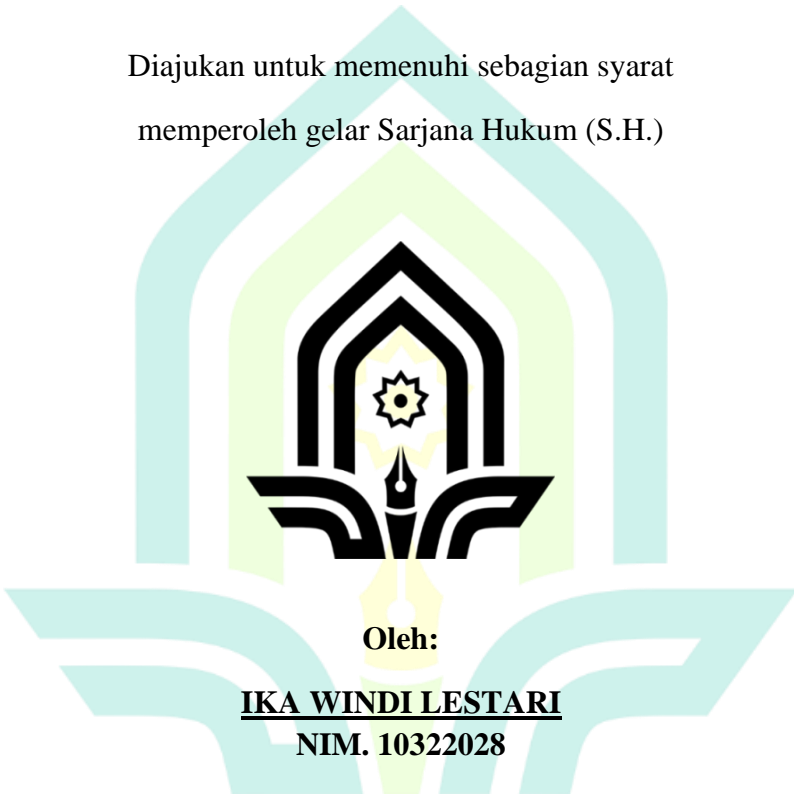 Diajukan untuk memenuhi sebagian syarat
memperoleh gelar Sarjana Hukum (S.H.)
Oleh:
IKA WINDI LESTARI
NIM. 10322028